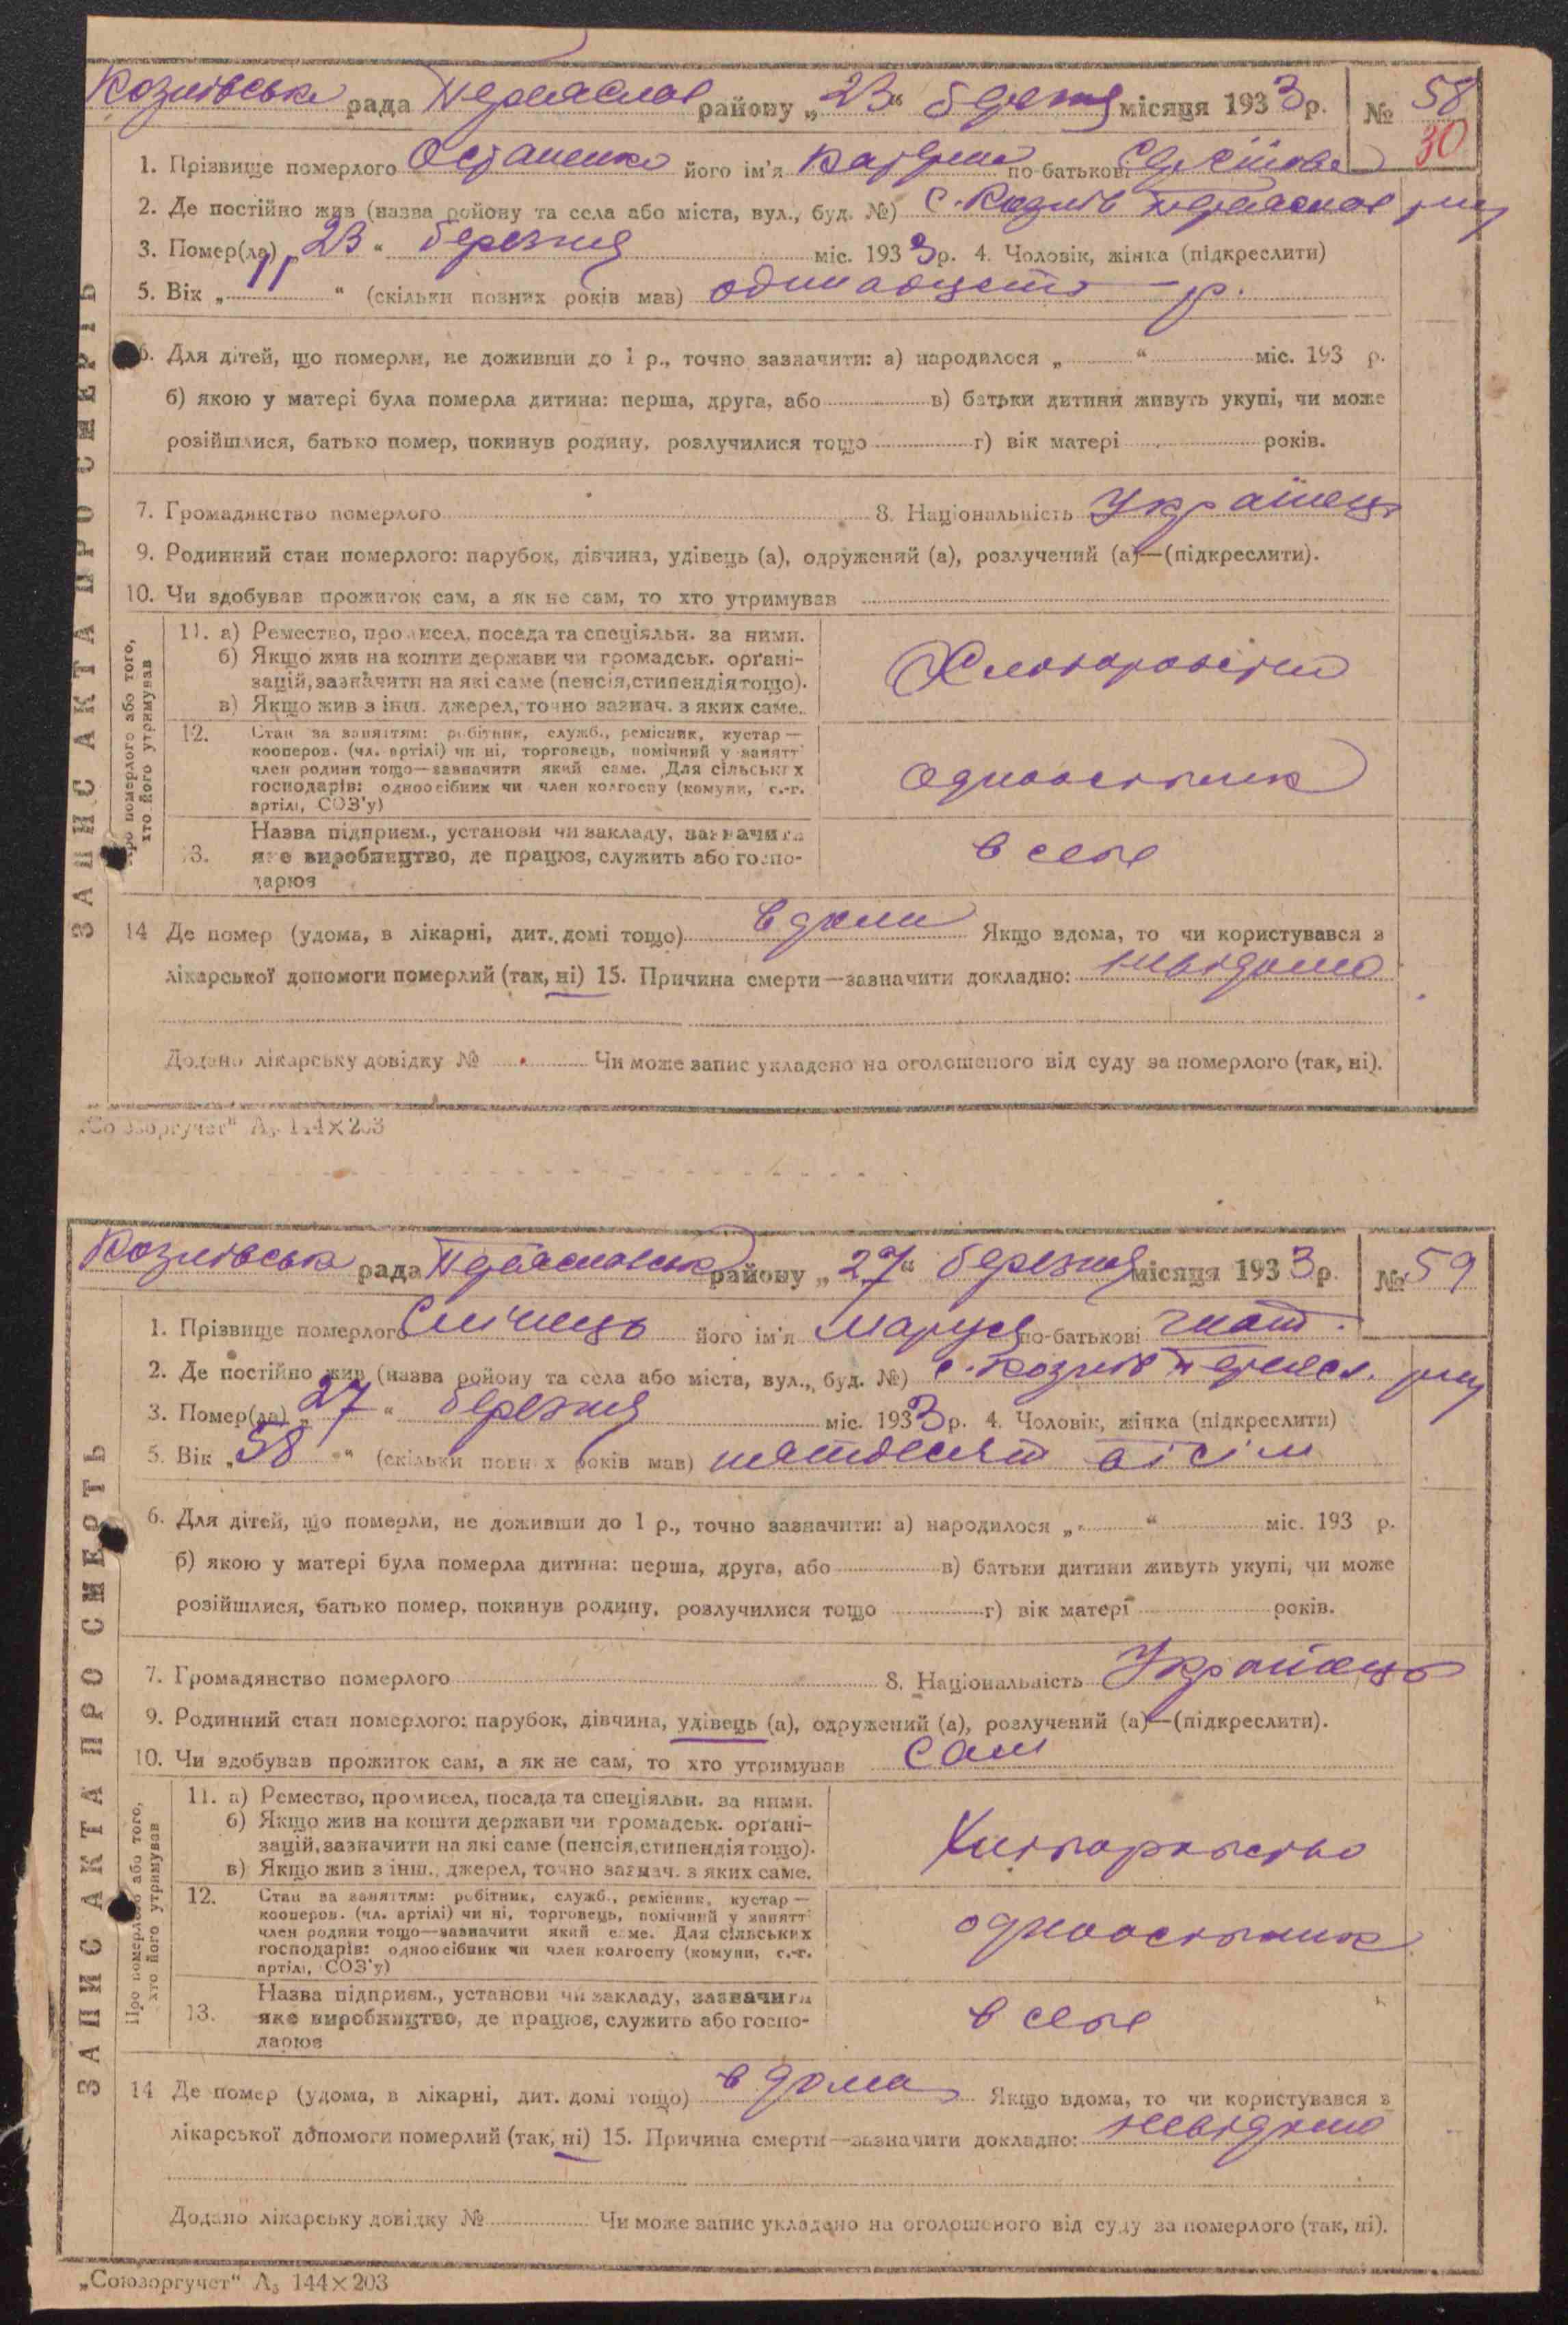 Козлівська рада Переяслав району „23“ березня місяця 1933 р. № 58
30
1. Прізвище померлого Остапенко його ім'я Катерина по-батькові
2. Де постійно жив (назва району та села або міста, вул., буд. №) с. Козлів Переяслав р-ну
3. Помер(ла) „23“ березня міс. 1933 р. 4. Чоловік, жінка (підкреслити)
5. Вік „11“ (скільки повних років мав) одинадцять р.
6. Для дітей, що померли, не доживши до 1 р., точно зазначити: а) народилося „ “ міс. 193 р.
б) якою у матері була померла дитина: перша, друга, або в) батьки дитини живуть укупі, чи може
розійшлися, батько помер, покинув родину, розлучилися тощо г) вік матері років.
7. Громадянство померлого 8. Національність Українець
9. Родинний стан померлого: парубок, дівчина, удівець (а), одружений (а), розлучений (а)—(підкреслити).
10. Чи здобував прожиток сам, а як не сам, то хто утримував
ЗАПИС АКТА ПРО СМЕРТЬ
Про померлого або того,
хто його утримував
11. а) Ремество, промисел, посада та спеціяльн. за ними.
б) Якщо жив на кошти держави чи громадськ. орґані-
зацій, зазначити на які саме (пенсія, стипендія тощо).
в) Якщо жив з інш. джерел, точно зазнач. з яких саме.
12. Стан за заняттям: робітник, служб., ремісник, кустар —
кооперов. (чл. артілі) чи ні, торговець, помічний у занятт
член родини тощо—зазначити який саме. Для сільських
господарів: одноосібник чи член колгоспу (комуни, с.-г.
артілі, СОЗ'у)
одноосібник
13. Назва підприєм., установи чи закладу, зазначити
яке виробництво, де працює, служить або госпо-
дарює
в селі
14 Де помер (удома, в лікарні, дит. домі тощо) вдома Якщо вдома, то чи користувався з
лікарської допомоги померлий (так, ні) 15. Причина смерти—зазначити докладно: невідомо
Додано лікарську довідку № Чи може запис укладено на оголошеного від суду за померлого (так, ні).
„Союзоргучет“ А₅ 144×203
Козлівська рада Переяславськ району „27“ березня місяця 1933 р. № 59
1. Прізвище померлого його ім'я Маруся по-батькові Гнат.
2. Де постійно жив (назва району та села або міста, вул., буд. №) с. Козлів Переясл. р-ну
3. Помер(ла) „27“ березня міс. 1933 р. 4. Чоловік, жінка (підкреслити)
5. Вік „58“ (скільки повних років мав) пятдесят вісім
6. Для дітей, що померли, не доживши до 1 р., точно зазначити: а) народилося „ “ міс. 193 р.
б) якою у матері була померла дитина: перша, друга, або в) батьки дитини живуть укупі, чи може
розійшлися, батько помер, покинув родину, розлучилися тощо г) вік матері років.
7. Громадянство померлого 8. Національність Українець
9. Родинний стан померлого: парубок, дівчина, удівець (а), одружений (а), розлучений (а)—(підкреслити).
10. Чи здобував прожиток сам, а як не сам, то хто утримував сам
ЗАПИС АКТА ПРО СМЕРТЬ
Про померлого або того,
хто його утримував
11. а) Ремество, промисел, посада та спеціяльн. за ними.
б) Якщо жив на кошти держави чи громадськ. орґані-
зацій, зазначити на які саме (пенсія, стипендія тощо).
в) Якщо жив з інш. джерел, точно зазнач. з яких саме.
12. Стан за заняттям: робітник, служб., ремісник, кустар —
кооперов. (чл. артілі) чи ні, торговець, помічний у занятт
член родини тощо—зазначити який саме. Для сільських
господарів: одноосібник чи член колгоспу (комуни, с.-г.
артілі, СОЗ'у)
одноосібник
13. Назва підприєм., установи чи закладу, зазначити
яке виробництво, де працює, служить або госпо-
дарює
в селі
14 Де помер (удома, в лікарні, дит. домі тощо) вдома Якщо вдома, то чи користувався з
лікарської допомоги померлий (так, ні) 15. Причина смерти—зазначити докладно: невідомо
Додано лікарську довідку № Чи може запис укладено на оголошеного від суду за померлого (так, ні).
„Союзоргучет“ А₅ 144×203